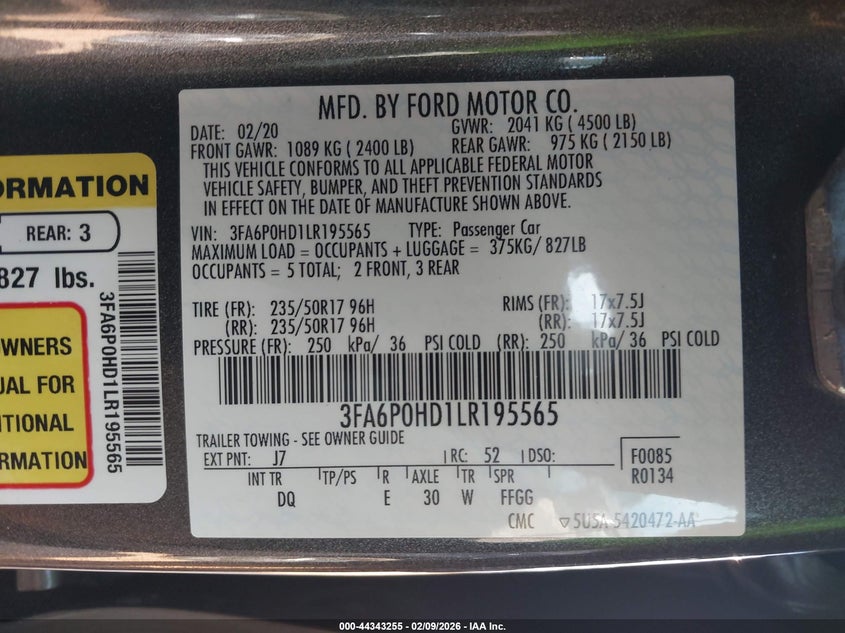 MFD. BY FORD MOTOR CO.
DATE: 02/20 GVWR: 2041 KG ( 4500 LB)
FRONT GAWR: 1089 KG ( 2400 LB) REAR GAWR: 975 KG ( 2150 LB)
THIS VEHICLE CONFORMS TO ALL APPLICABLE FEDERAL MOTOR
VEHICLE SAFETY, BUMPER, AND THEFT PREVENTION STANDARDS
IN EFFECT ON THE DATE OF MANUFACTURE SHOWN ABOVE.
VIN: 3FA6P0HD1LR195565 TYPE: Passenger Car
MAXIMUM LOAD = OCCUPANTS + LUGGAGE = 375KG/ 827LB
OCCUPANTS = 5 TOTAL; 2 FRONT, 3 REAR
TIRE (FR): 235/50R17 96H RIMS (FR): 17x7.5J
(RR): 235/50R17 96H (RR): 17x7.5J
PRESSURE (FR): 250 kPa/ 36 PSI COLD (RR): 250 kPa/ 36 PSI COLD
3FA6P0HD1LR195565
TRAILER TOWING - SEE OWNER GUIDE
EXT PNT: J7 RC: 52 DSO: F0085
R0134
INT TR TP/PS R AXLE TR SPR
DQ E 30 W FFGG
CMC ▽5U5A-5420472-AA
ORMATION
REAR: 3
827 lbs.
WNERS
UAL FOR
ITIONAL
ORMATION
3FA6P0HD1LR195565
000-44343255 - 02/09/2026 - IAA Inc.